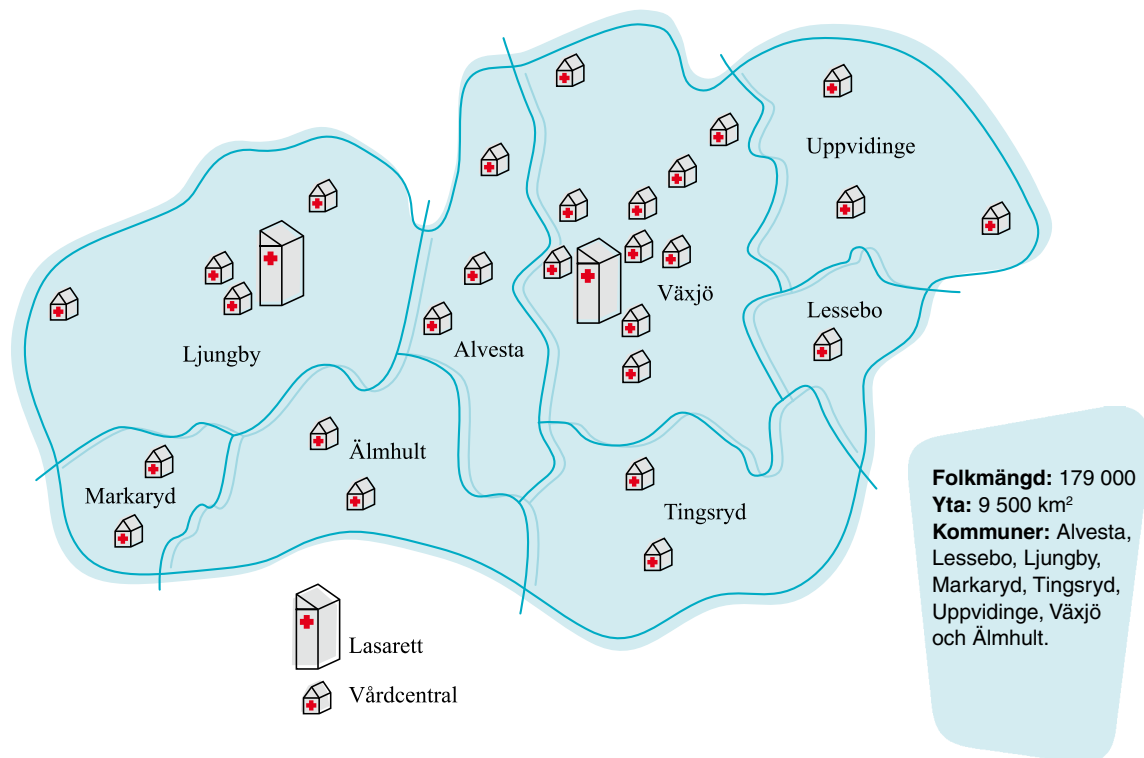 Uppvidinge
Växjö
Lessebo
Ljungby
Alvesta
Älmhult
Markaryd
Tingsryd
Folkmängd: 179 000
Yta: 9 500 km²
Kommuner: Alvesta,
Lessebo, Ljungby,
Markaryd, Tingsryd,
Uppvidinge, Växjö
och Älmhult.
Lasarett
Vårdcentral